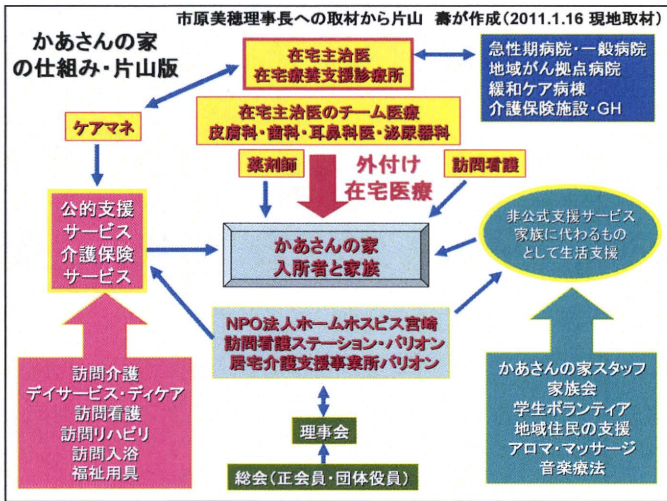 市原美穂理事長への取材から片山　壽が作成(2011.1.16 現地取材)
かあさんの家
の仕組み・片山版
在宅主治医
在宅療養支援診療所
急性期病院・一般病院
地域がん拠点病院
緩和ケア病棟
介護保険施設・GH
在宅主治医のチーム医療
皮膚科・歯科・耳鼻科医・泌尿器科
ケアマネ
薬剤師
外付け
在宅医療
訪問看護
公的支援
サービス
介護保険
サービス
かあさんの家
入所者と家族
非公式支援サービス
家族に代わるもの
として生活支援
NPO法人ホームホスピス宮崎
訪問看護ステーション・パリオン
居宅介護支援事業所パリオン
訪問介護
デイサービス・ディケア
訪問看護
訪問リハビリ
訪問入浴
福祉用具
かあさんの家スタッフ
家族会
学生ボランティア
地域住民の支援
アロマ・マッサージ
音楽療法
理事会
総会(正会員・団体役員)